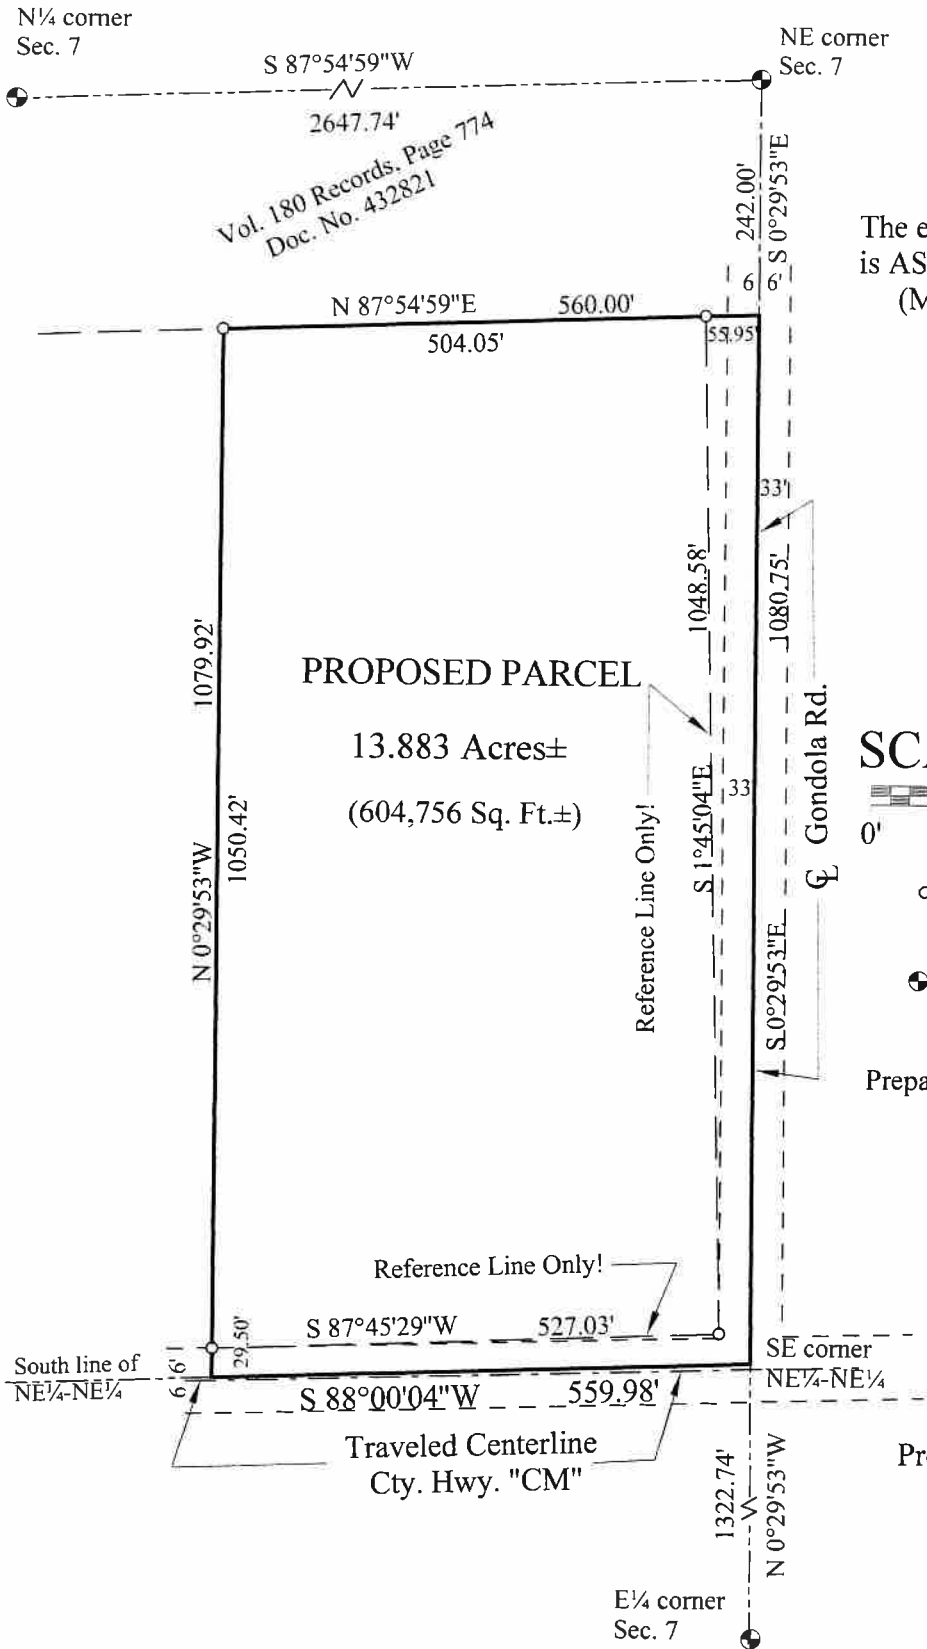 N¼ corner
Sec. 7
NE corner
Sec. 7
S 87°54'59"W
2647.74'
Vol. 180 Records, Page 774
Doc. No. 432821
242.00'
S 0°29'53"E
6 6'
The e
is AS
(M
N 87°54'59"E 560.00'
504.05'
55.95'
33'
1048.58'
1080.75'
1079.92'
PROPOSED PARCEL
13.883 Acres±
(604,756 Sq. Ft.±)
S 1°45'04"E
33'
Reference Line Only!
℄ Gondola Rd.
SCA
0'
1050.42'
N 0°29'53"W
S 0°29'53"E
Prepa
Reference Line Only!
S 87°45'29"W 527.03'
29.50'
6 6'
South line of
NE¼-NE¼
SE corner
NE¼-NE¼
S 88°00'04"W 559.98'
Traveled Centerline
Cty. Hwy. "CM"
1322.74'
N 0°29'53"W
Pr
E¼ corner
Sec. 7